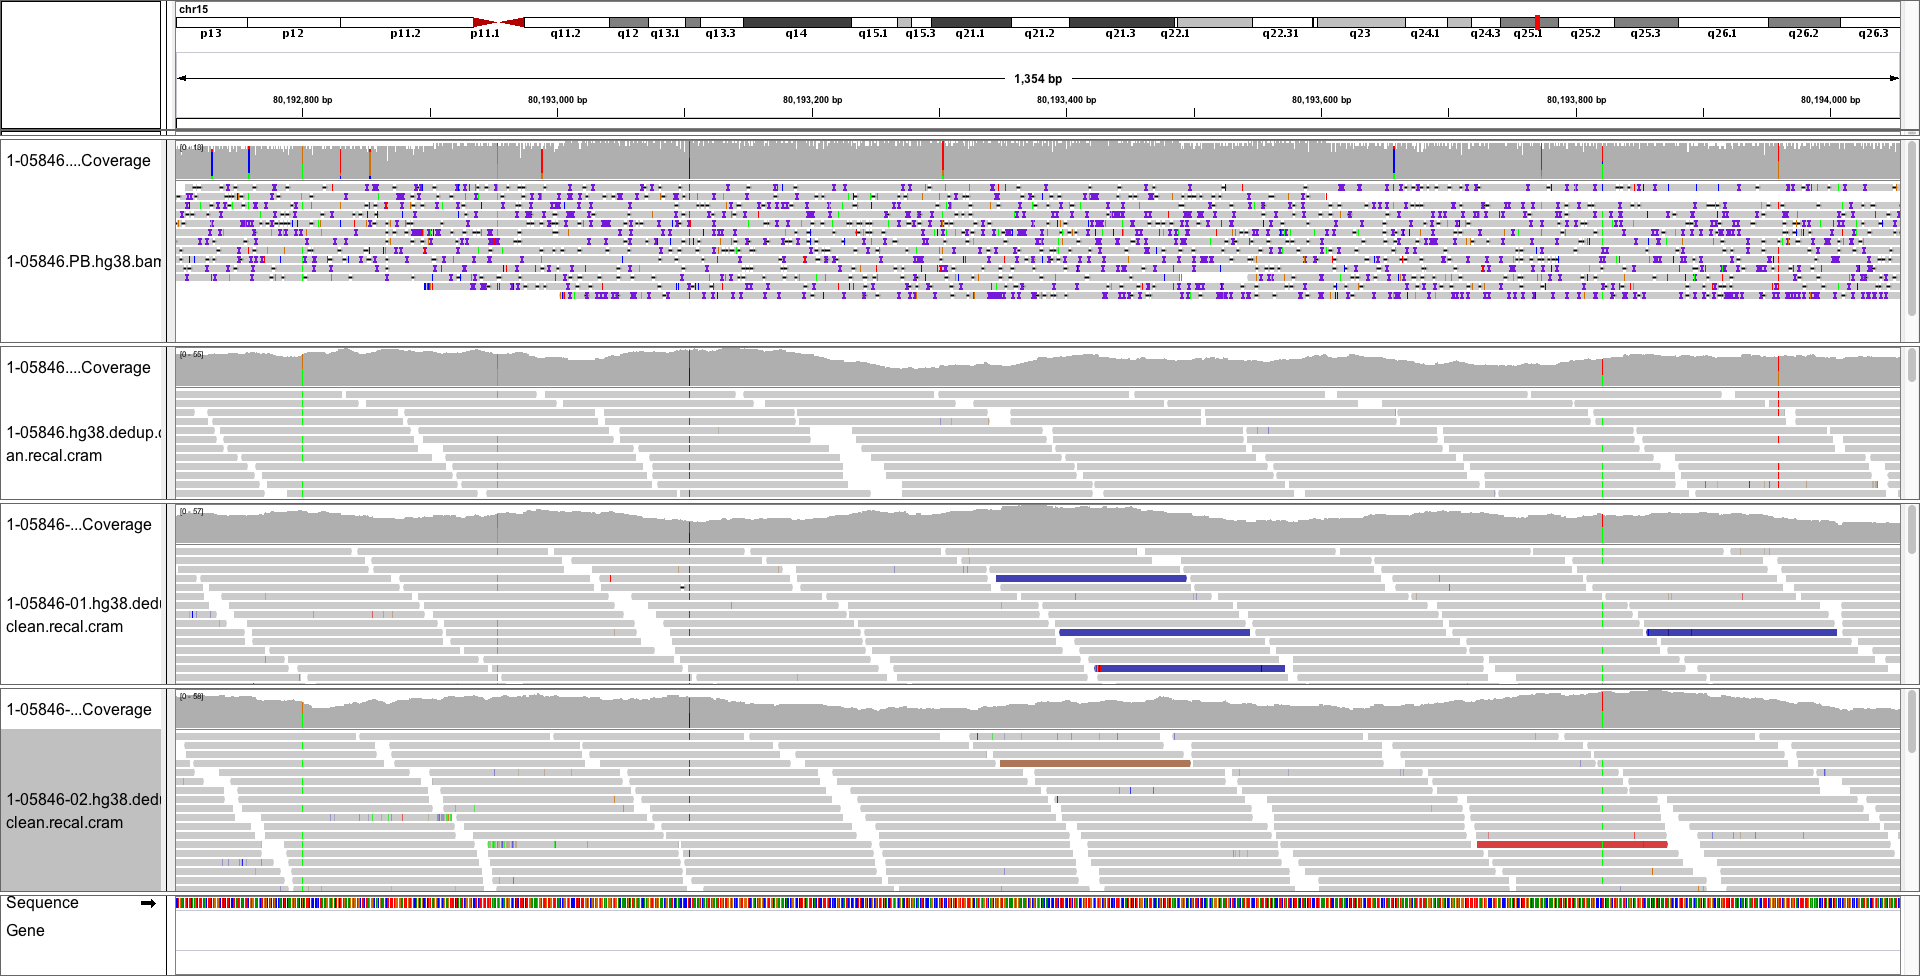 chr15
p13 p12 p11.2 p11.1 q11.2 q12 q13.1 q13.3 q14 q15.1 q15.3 q21.1 q21.2 q21.3 q22.1 q22.31 q23 q24.1 q24.3 q25.1 q25.2 q25.3 q26.1 q26.2 q26.3
1,354 bp
80,192,800 bp 80,193,000 bp 80,193,200 bp 80,193,400 bp 80,193,600 bp 80,193,800 bp 80,194,000 bp
1-05846....Coverage
1-05846.PB.hg38.bam
1-05846....Coverage
[0 - 55]
1-05846.hg38.dedup.c
an.recal.cram
1-05846-...Coverage
[0 - 57]
1-05846-01.hg38.dedu
clean.recal.cram
1-05846-...Coverage
1-05846-02.hg38.dedu
clean.recal.cram
Sequence
Gene